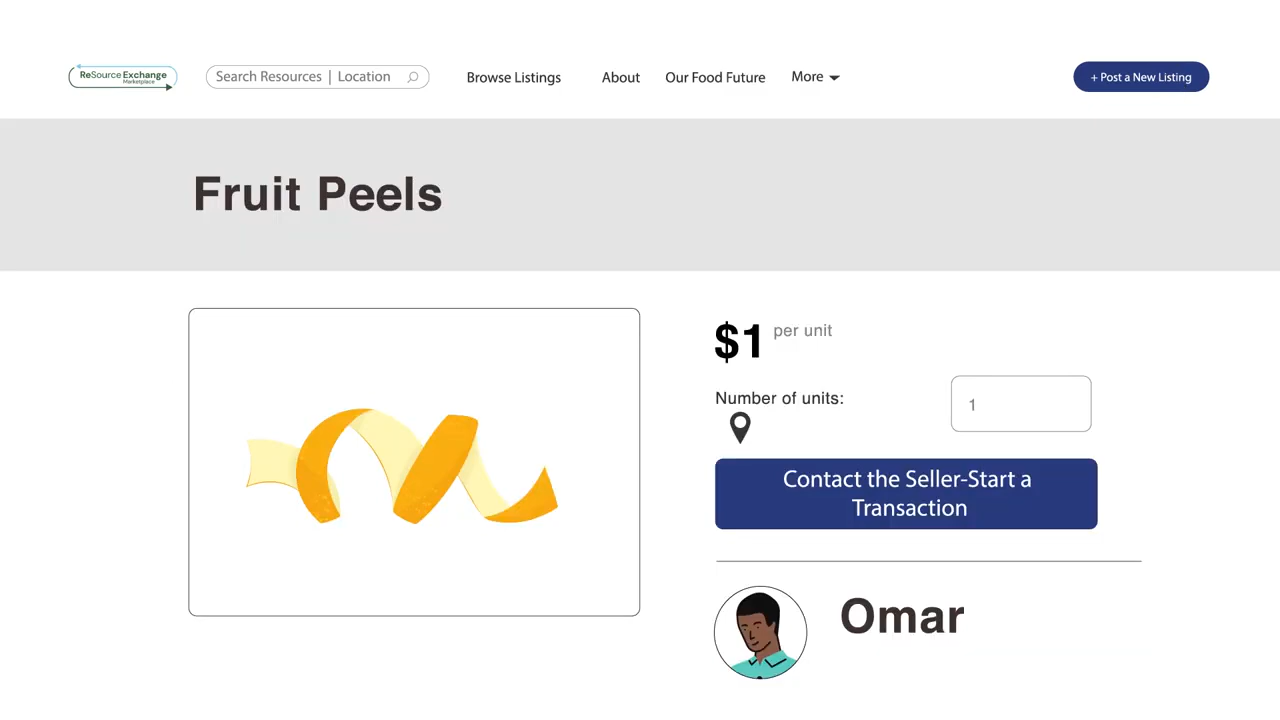 ReSource Exchange
Marketplace
Search Resources | Location
Browse Listings
About
Our Food Future
More
+ Post a New Listing
Fruit Peels
$1 per unit
Number of units:
1
Contact the Seller-Start a
Transaction
Omar